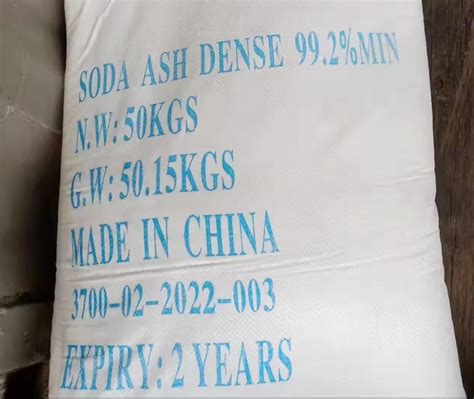 SODA ASH DENSE 99.2%MIN
N.W: 50KGS
G.W: 50.15KGS
MADE IN CHINA
3700-02-2022-003
EXPIRY: 2 YEARS